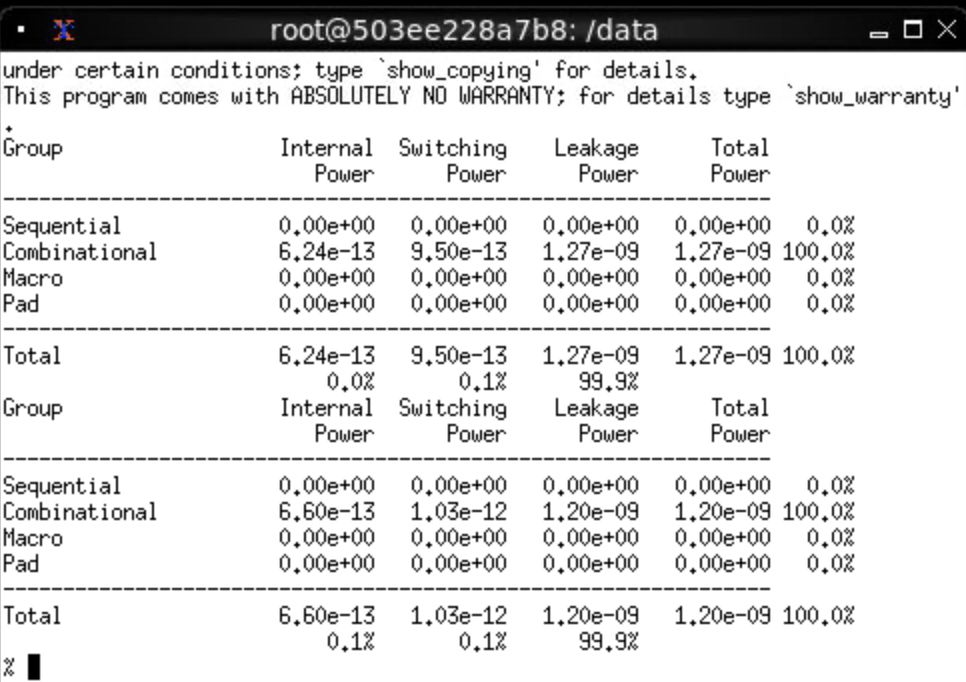 root@503ee228a7b8: /data
under certain conditions; type `show_copying' for details.
This program comes with ABSOLUTELY NO WARRANTY; for details type `show_warranty'
.
Group                  Internal  Switching    Leakage      Total
                          Power      Power      Power      Power
----------------------------------------------------------------
Sequential             0.00e+00   0.00e+00   0.00e+00   0.00e+00   0.0%
Combinational          6.24e-13   9.50e-13   1.27e-09   1.27e-09 100.0%
Macro                  0.00e+00   0.00e+00   0.00e+00   0.00e+00   0.0%
Pad                    0.00e+00   0.00e+00   0.00e+00   0.00e+00   0.0%
----------------------------------------------------------------
Total                  6.24e-13   9.50e-13   1.27e-09   1.27e-09 100.0%
                           0.0%       0.1%      99.9%
Group                  Internal  Switching    Leakage      Total
                          Power      Power      Power      Power
----------------------------------------------------------------
Sequential             0.00e+00   0.00e+00   0.00e+00   0.00e+00   0.0%
Combinational          6.60e-13   1.03e-12   1.20e-09   1.20e-09 100.0%
Macro                  0.00e+00   0.00e+00   0.00e+00   0.00e+00   0.0%
Pad                    0.00e+00   0.00e+00   0.00e+00   0.00e+00   0.0%
----------------------------------------------------------------
Total                  6.60e-13   1.03e-12   1.20e-09   1.20e-09 100.0%
                           0.1%       0.1%      99.9%
%